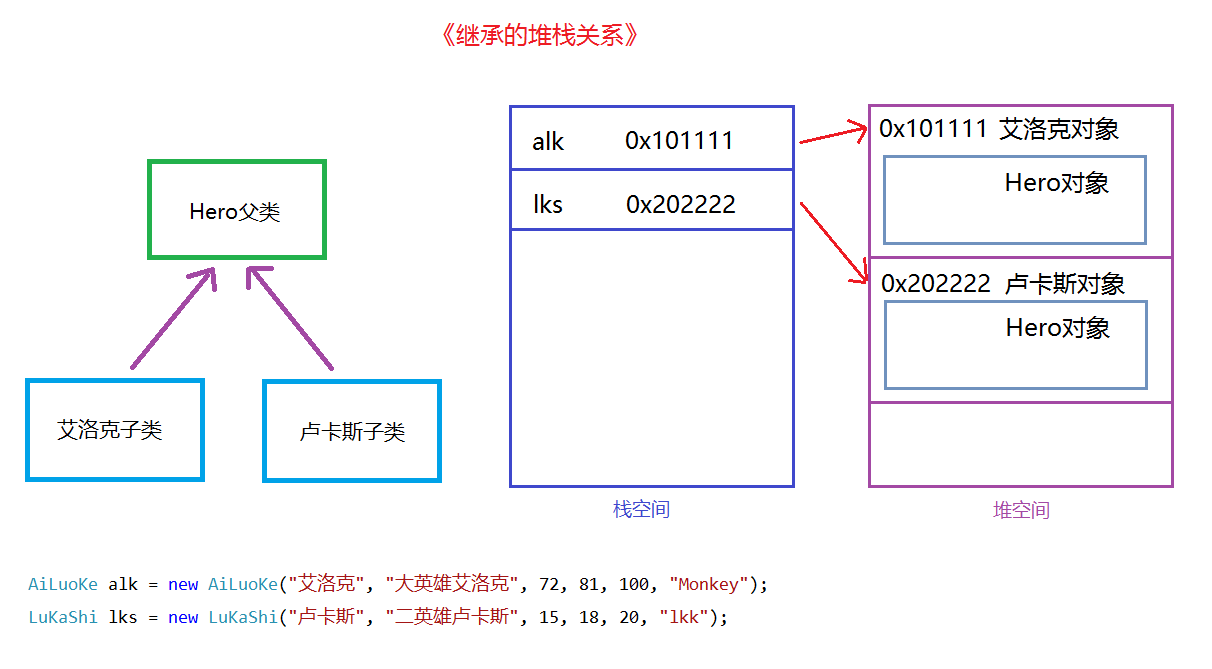 《继承的堆栈关系》
Hero父类
艾洛克子类
卢卡斯子类
alk 0x101111
lks 0x202222
栈空间
0x101111 艾洛克对象
Hero对象
0x202222 卢卡斯对象
Hero对象
堆空间
AiLuoKe alk = new AiLuoKe("艾洛克", "大英雄艾洛克", 72, 81, 100, "Monkey");
LuKaShi lks = new LuKaShi("卢卡斯", "二英雄卢卡斯", 15, 18, 20, "lkk");